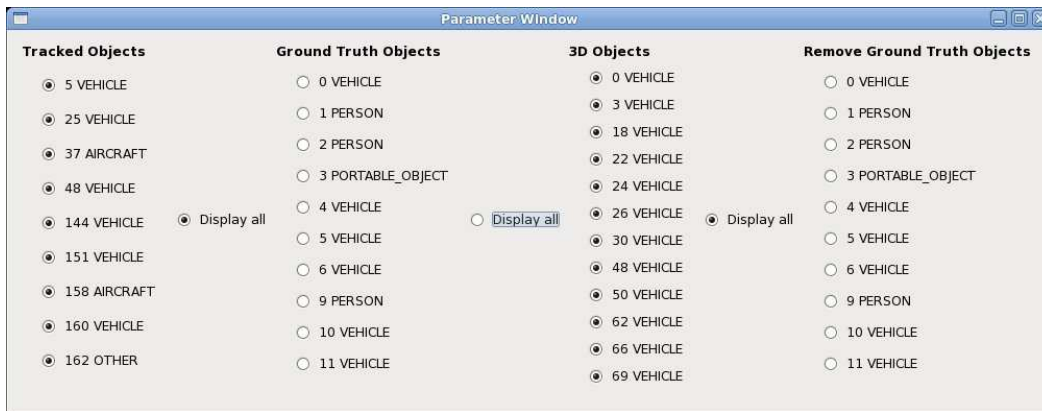 Parameter Window
Tracked Objects
5 VEHICLE
25 VEHICLE
37 AIRCRAFT
48 VEHICLE
144 VEHICLE
151 VEHICLE
158 AIRCRAFT
160 VEHICLE
162 OTHER
Display all
Ground Truth Objects
0 VEHICLE
1 PERSON
2 PERSON
3 PORTABLE_OBJECT
4 VEHICLE
5 VEHICLE
6 VEHICLE
9 PERSON
10 VEHICLE
11 VEHICLE
Display all
3D Objects
0 VEHICLE
3 VEHICLE
18 VEHICLE
22 VEHICLE
24 VEHICLE
26 VEHICLE
30 VEHICLE
48 VEHICLE
50 VEHICLE
62 VEHICLE
66 VEHICLE
69 VEHICLE
Display all
Remove Ground Truth Objects
0 VEHICLE
1 PERSON
2 PERSON
3 PORTABLE_OBJECT
4 VEHICLE
5 VEHICLE
6 VEHICLE
9 PERSON
10 VEHICLE
11 VEHICLE